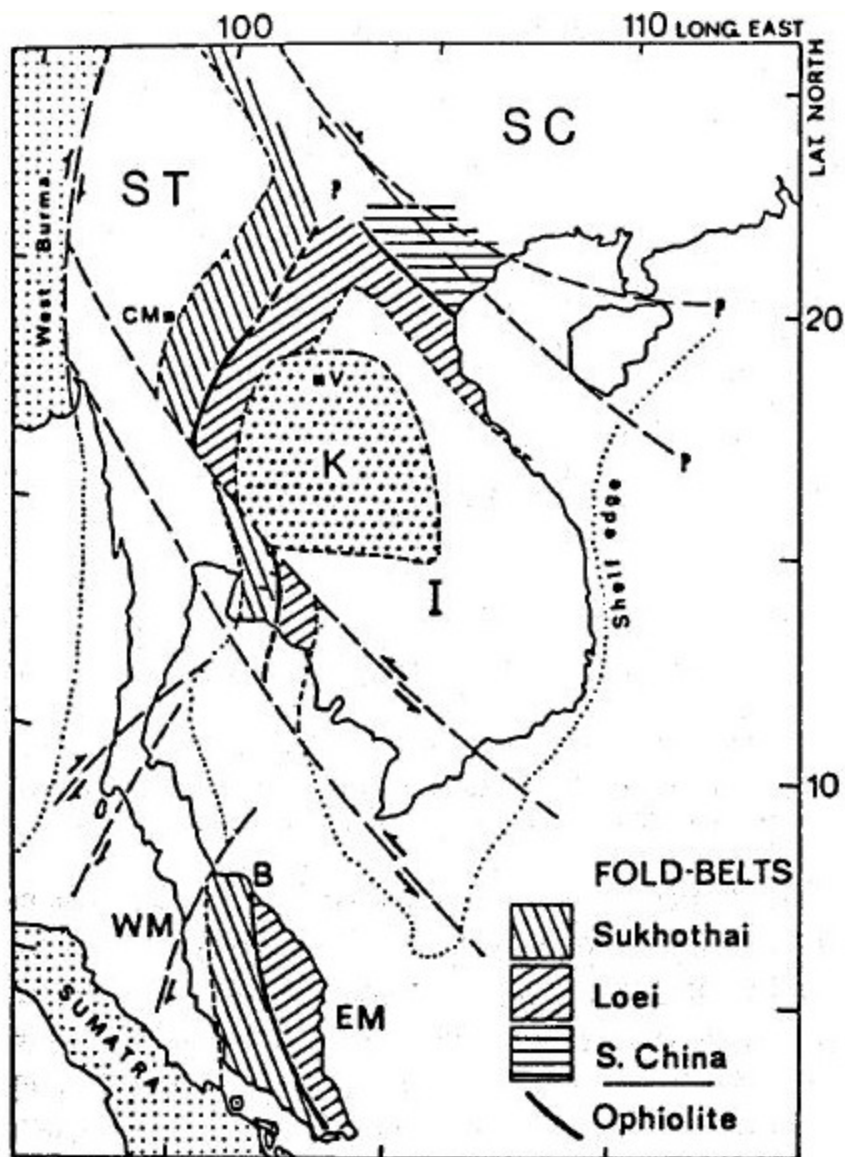 100
110 LONG. EAST
LAT. NORTH
SC
ST
?
West Burma
CM
20
?
V
K
?
Shelf edge
I
10
B
WM
EM
SUMATRA
FOLD-BELTS
Sukhothai
Loei
S. China
Ophiolite